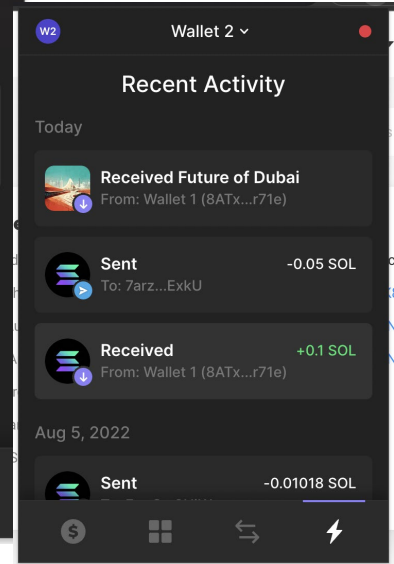 W2
Wallet 2
Recent Activity
Today
Received Future of Dubai
From: Wallet 1 (8ATx...r71e)
Sent
-0.05 SOL
To: 7arz...ExkU
Received
+0.1 SOL
From: Wallet 1 (8ATx...r71e)
Aug 5, 2022
Sent
-0.01018 SOL